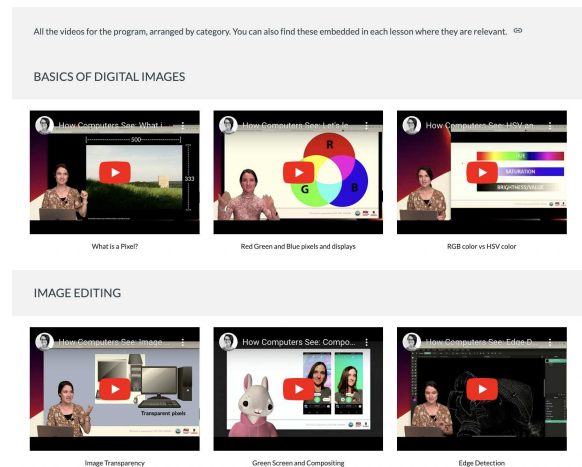 All the videos for the program, arranged by category. You can also find these embedded in each lesson where they are relevant.
BASICS OF DIGITAL IMAGES
How Computers See: What i...
500
333
What is a Pixel?
How Computers See: Let's le...
R
G
B
Red Green and Blue pixels and displays
How Computers See: HSV an...
HUE
SATURATION
BRIGHTNESS/VALUE
RGB color vs HSV color
IMAGE EDITING
How Computers See: Image...
Transparent pixels
Image Transparency
How Computers See: Compo...
Green Screen and Compositing
How Computers See: Edge D...
Edge Detection